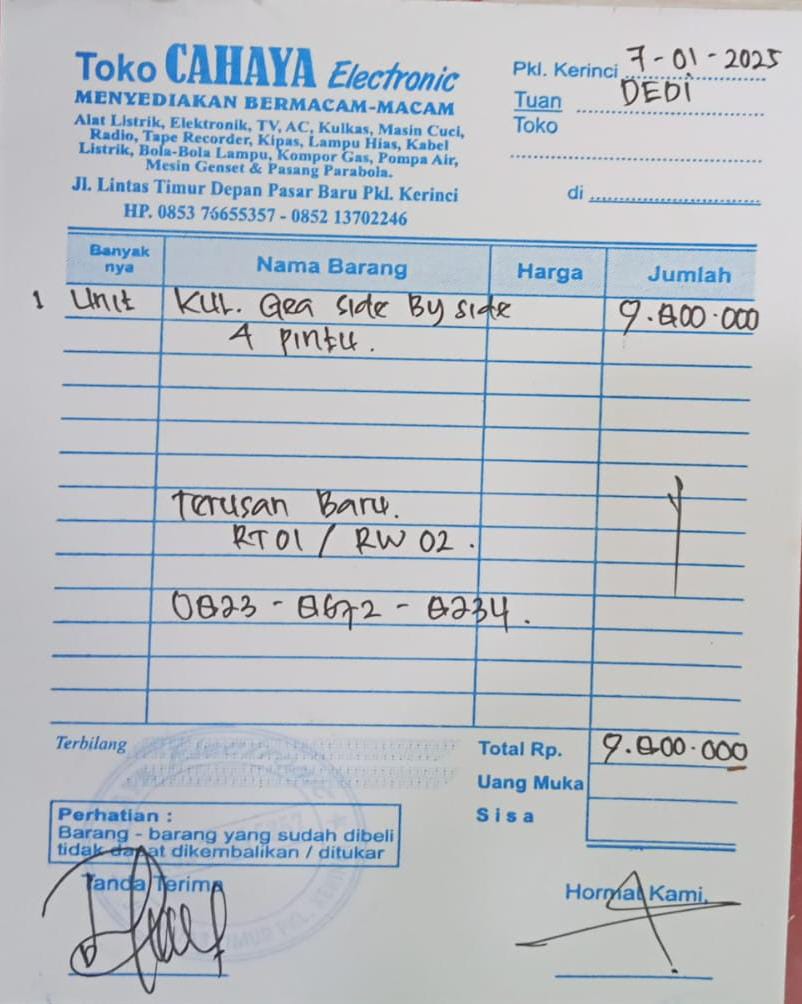 Toko CAHAYA Electronic
MENYEDIAKAN BERMACAM-MACAM
Alat Listrik, Elektronik, TV, AC, Kulkas, Masin Cuci,
Radio, Tape Recorder, Kipas, Lampu Hias, Kabel
Listrik, Bola-Bola Lampu, Kompor Gas, Pompa Air,
Mesin Genset & Pasang Parabola.
Jl. Lintas Timur Depan Pasar Baru Pkl. Kerinci
HP. 0853 76655357 - 0852 13702246
Pkl. Kerinci 7-01-2025
Tuan DEDI
Toko
di
Banyak nya Nama Barang Harga Jumlah
1 Unit Kul. Gea Side By side 9.800.000
4 pintu.
Terusan Baru.
RT 01 / RW 02.
0823 - 8672 - 8234.
Terbilang
Total Rp. 9.800.000
Uang Muka
Sisa
Perhatian :
Barang - barang yang sudah dibeli
tidak dapat dikembalikan / ditukar
Tanda Terima
Hormat Kami,